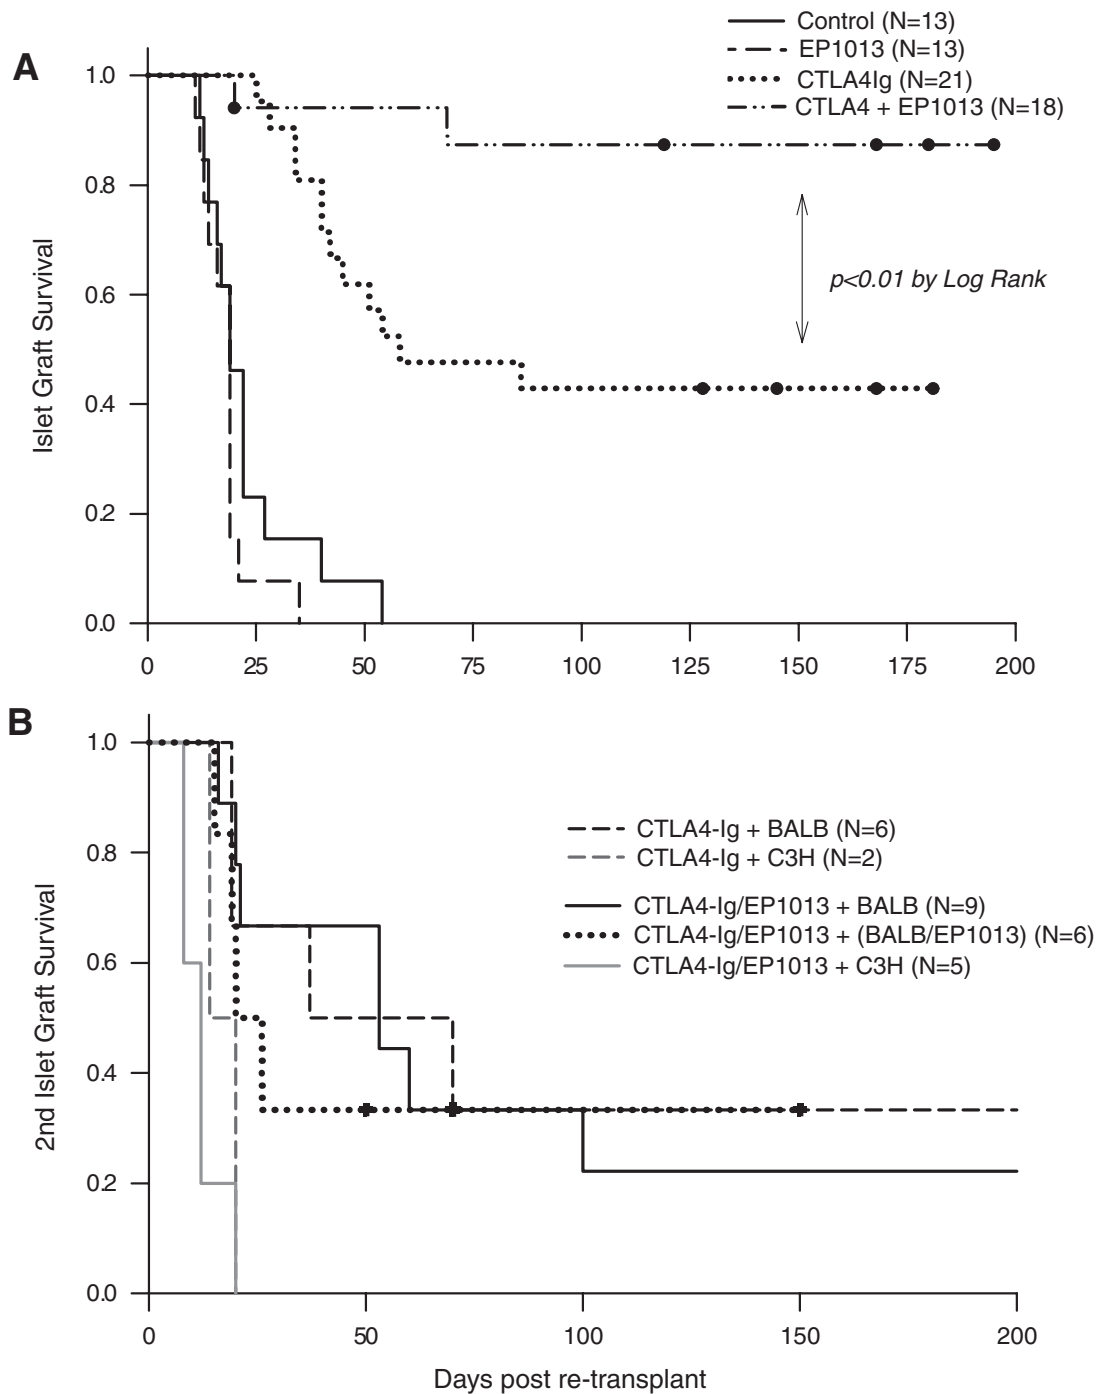 A
Control (N=13)
EP1013 (N=13)
CTLA4Ig (N=21)
CTLA4 + EP1013 (N=18)
1.0
0.8
0.6
0.4
0.2
0.0
Islet Graft Survival
p<0.01 by Log Rank
0 25 50 75 100 125 150 175 200
B
1.0
0.8
0.6
0.4
0.2
0.0
2nd Islet Graft Survival
CTLA4-Ig + BALB (N=6)
CTLA4-Ig + C3H (N=2)
CTLA4-Ig/EP1013 + BALB (N=9)
CTLA4-Ig/EP1013 + (BALB/EP1013) (N=6)
CTLA4-Ig/EP1013 + C3H (N=5)
0 50 100 150 200
Days post re-transplant